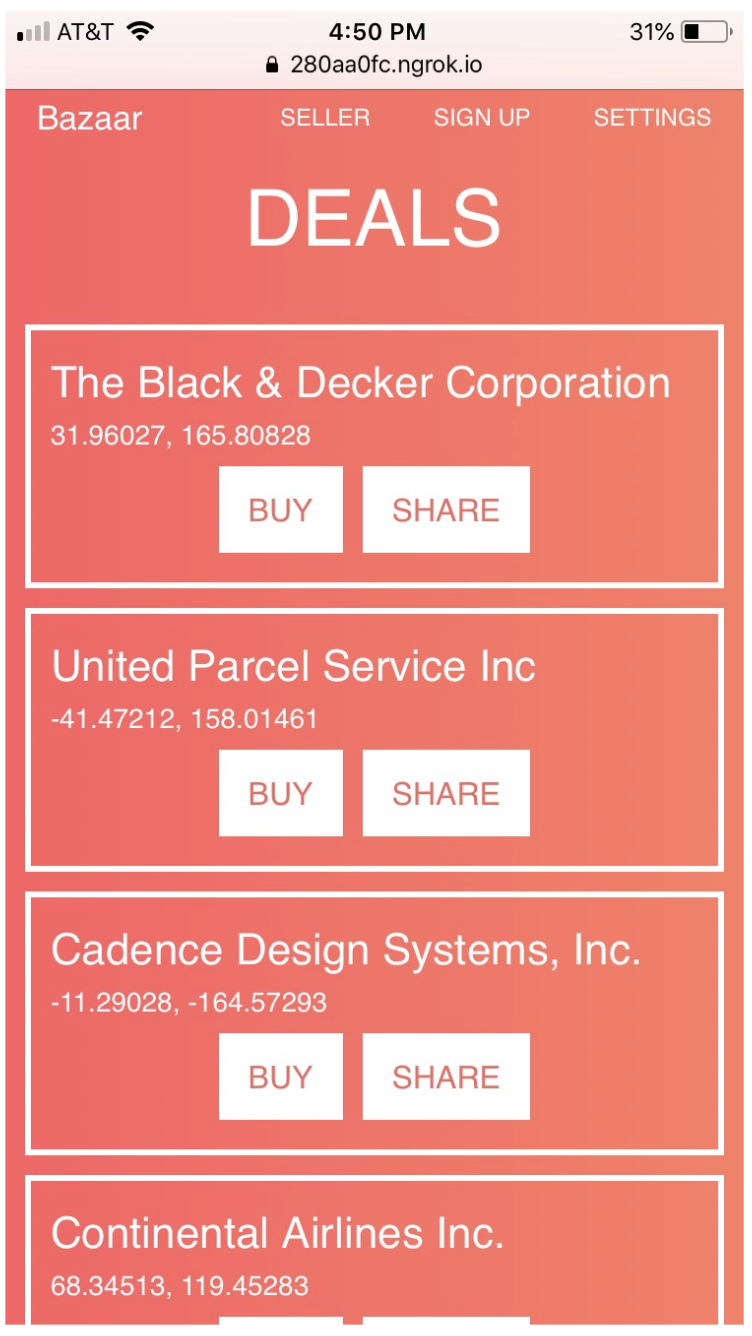 AT&T 4:50 PM 31%
280aa0fc.ngrok.io
Bazaar SELLER SIGN UP SETTINGS
DEALS
The Black & Decker Corporation
31.96027, 165.80828
BUY SHARE
United Parcel Service Inc
-41.47212, 158.01461
BUY SHARE
Cadence Design Systems, Inc.
-11.29028, -164.57293
BUY SHARE
Continental Airlines Inc.
68.34513, 119.45283